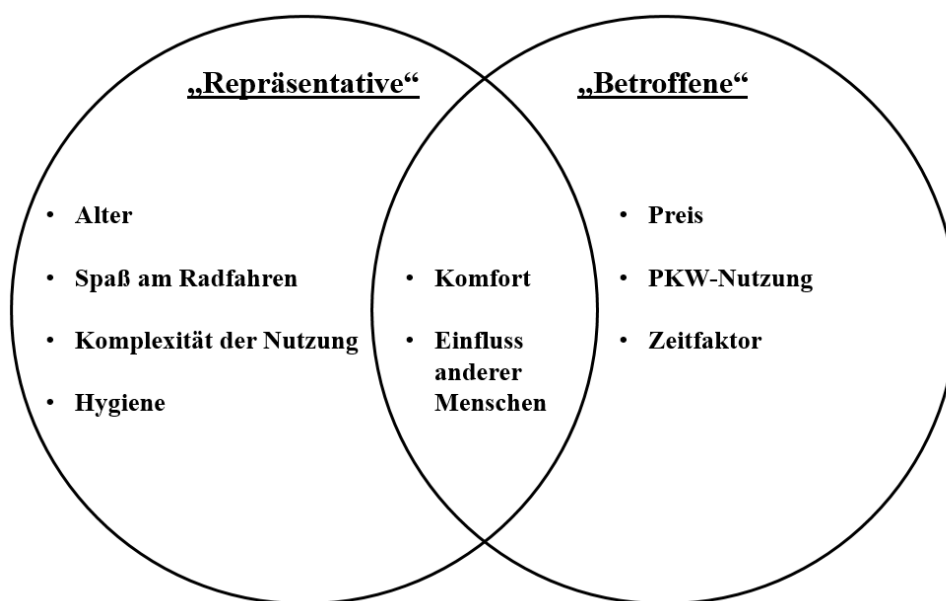 „Repräsentative“
• Alter
• Spaß am Radfahren
• Komplexität der Nutzung
• Hygiene
• Komfort
• Einfluss
anderer
Menschen
„Betroffene“
• Preis
• PKW-Nutzung
• Zeitfaktor